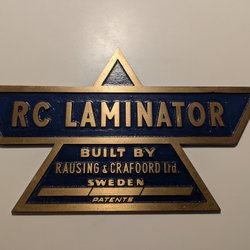 RC LAMINATOR
BUILT BY
RAUSING & CRAFOORD Ltd.
SWEDEN
PATENTS